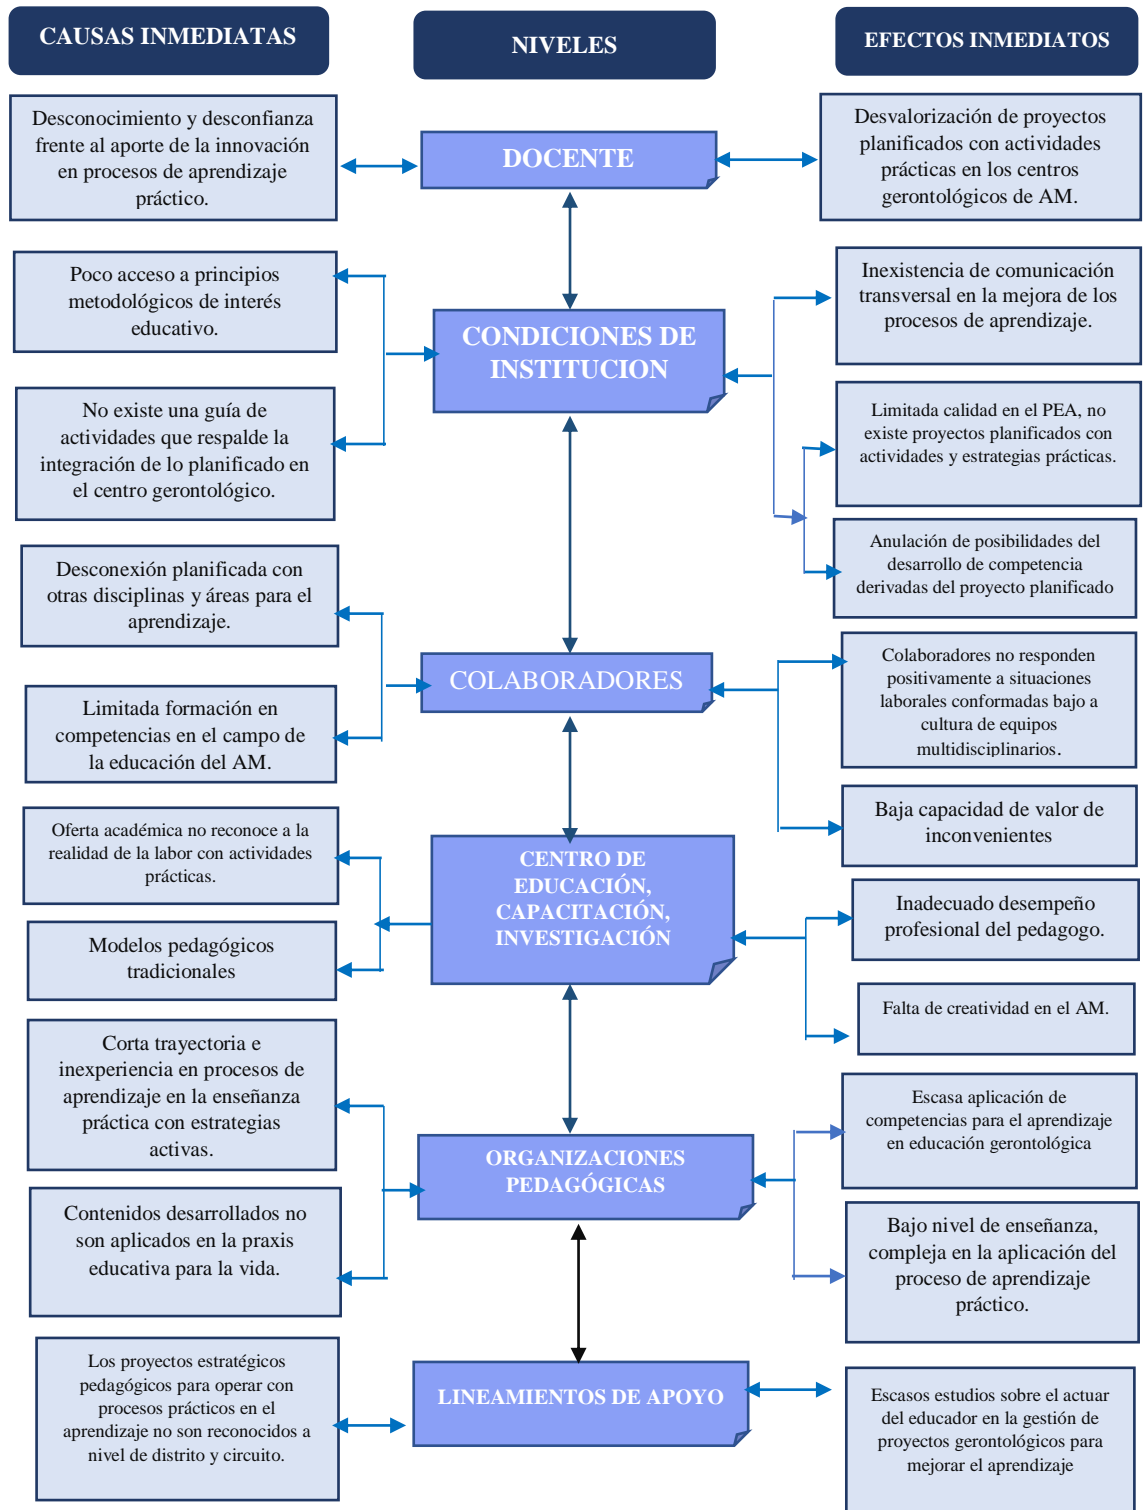 CAUSAS INMEDIATAS
NIVELES
EFECTOS INMEDIATOS
Desconocimiento y desconfianza
frente al aporte de la innovación
en procesos de aprendizaje
práctico.
DOCENTE
Desvalorización de proyectos
planificados con actividades
prácticas en los centros
gerontológicos de AM.
Poco acceso a principios
metodológicos de interés
educativo.
No existe una guía de
actividades que respalde la
integración de lo planificado en
el centro gerontológico.
CONDICIONES DE
INSTITUCION
Inexistencia de comunicación
transversal en la mejora de los
procesos de aprendizaje.
Limitada calidad en el PEA, no
existe proyectos planificados con
actividades y estrategias prácticas.
Anulación de posibilidades del
desarrollo de competencia
derivadas del proyecto planificado
Desconexión planificada con
otras disciplinas y áreas para el
aprendizaje.
Limitada formación en
competencias en el campo de
la educación del AM.
COLABORADORES
Colaboradores no responden
positivamente a situaciones
laborales conformadas bajo a
cultura de equipos
multidisciplinarios.
Baja capacidad de valor de
inconvenientes
Oferta académica no reconoce a la
realidad de la labor con actividades
prácticas.
Modelos pedagógicos
tradicionales
CENTRO DE
EDUCACIÓN,
CAPACITACIÓN,
INVESTIGACIÓN
Inadecuado desempeño
profesional del pedagogo.
Falta de creatividad en el AM.
Corta trayectoria e
inexperiencia en procesos de
aprendizaje en la enseñanza
práctica con estrategias
activas.
Contenidos desarrollados no
son aplicados en la praxis
educativa para la vida.
ORGANIZACIONES
PEDAGÓGICAS
Escasa aplicación de
competencias para el aprendizaje
en educación gerontológica
Bajo nivel de enseñanza,
compleja en la aplicación del
proceso de aprendizaje
práctico.
Los proyectos estratégicos
pedagógicos para operar con
procesos prácticos en el
aprendizaje no son reconocidos a
nivel de distrito y circuito.
LINEAMIENTOS DE APOYO
Escasos estudios sobre el actuar
del educador en la gestión de
proyectos gerontológicos para
mejorar el aprendizaje